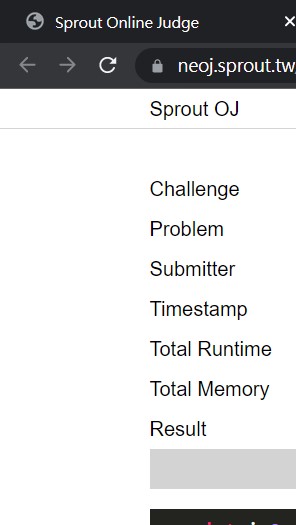 Sprout Online Judge
neoj.sprout.tw
Sprout OJ
Challenge
Problem
Submitter
Timestamp
Total Runtime
Total Memory
Result